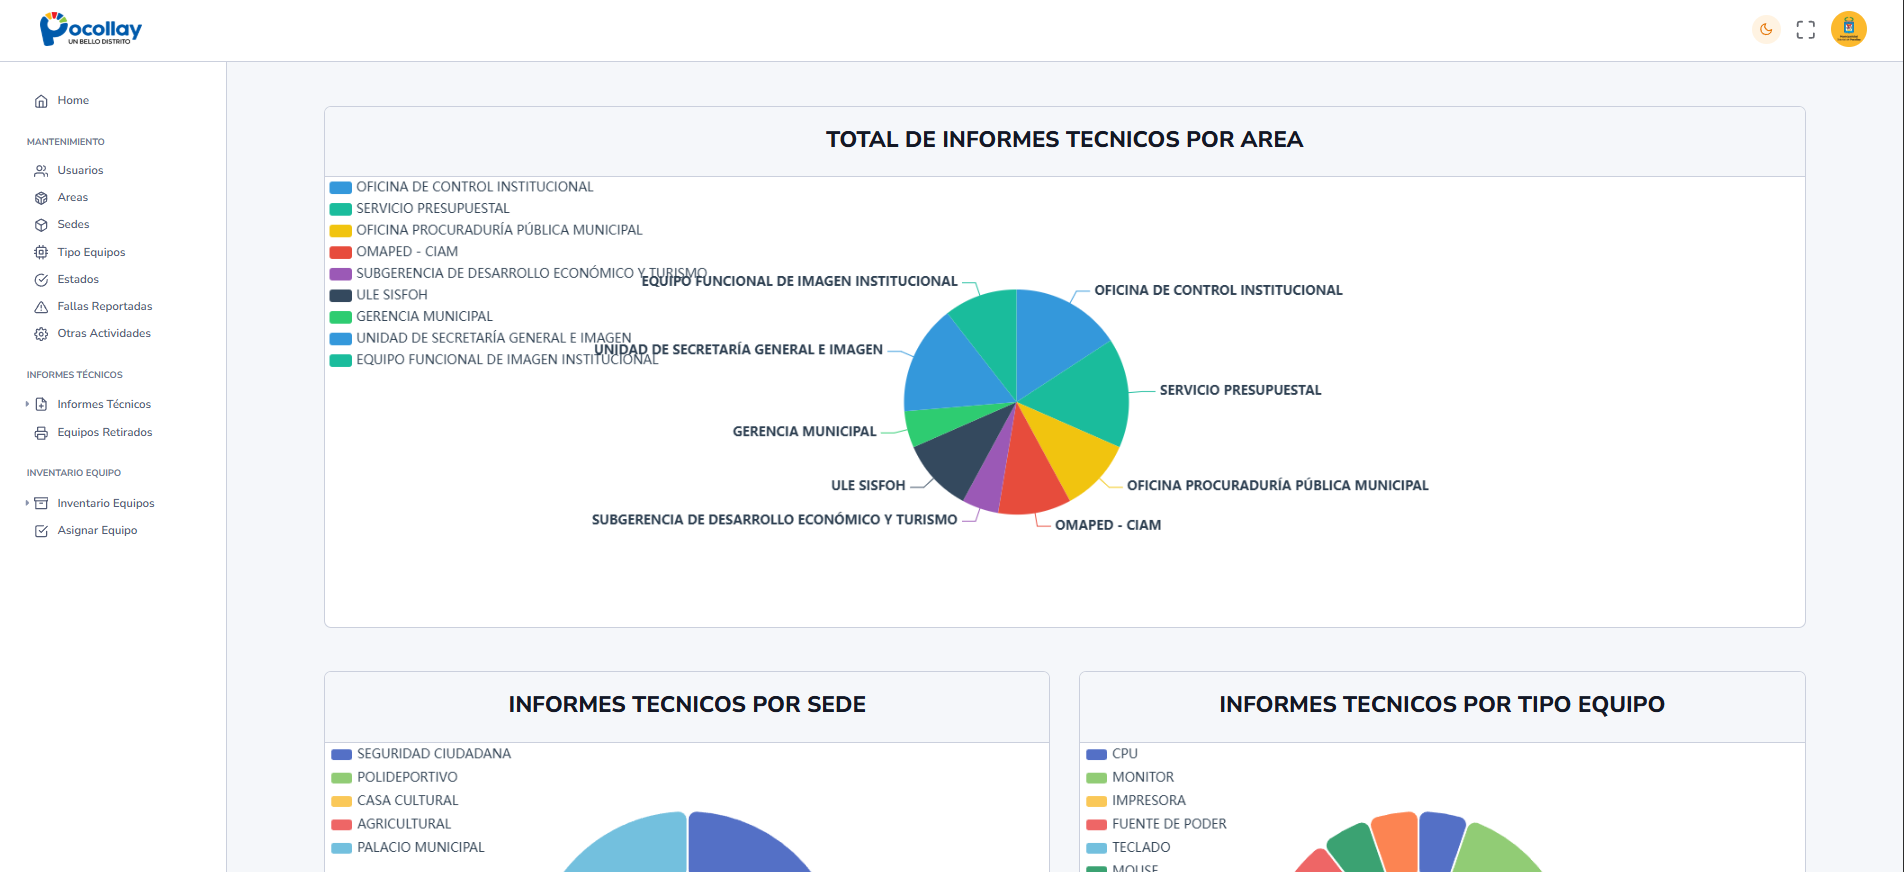 Pocollay
UN BELLO DISTRITO
Home
MANTENIMIENTO
Usuarios
Areas
Sedes
Tipo Equipos
Estados
Fallas Reportadas
Otras Actividades
INFORMES TÉCNICOS
Informes Técnicos
Equipos Retirados
INVENTARIO EQUIPO
Inventario Equipos
Asignar Equipo
TOTAL DE INFORMES TECNICOS POR AREA
OFICINA DE CONTROL INSTITUCIONAL
SERVICIO PRESUPUESTAL
OFICINA PROCURADURÍA PÚBLICA MUNICIPAL
OMAPED - CIAM
SUBGERENCIA DE DESARROLLO ECONÓMICO Y TURISMO
ULE SISFOH
GERENCIA MUNICIPAL
UNIDAD DE SECRETARÍA GENERAL E IMAGEN
EQUIPO FUNCIONAL DE IMAGEN INSTITUCIONAL
EQUIPO FUNCIONAL DE IMAGEN INSTITUCIONAL
OFICINA DE CONTROL INSTITUCIONAL
UNIDAD DE SECRETARÍA GENERAL E IMAGEN
SERVICIO PRESUPUESTAL
GERENCIA MUNICIPAL
ULE SISFOH
OFICINA PROCURADURÍA PÚBLICA MUNICIPAL
SUBGERENCIA DE DESARROLLO ECONÓMICO Y TURISMO
OMAPED - CIAM
INFORMES TECNICOS POR SEDE
SEGURIDAD CIUDADANA
POLIDEPORTIVO
CASA CULTURAL
AGRICULTURAL
PALACIO MUNICIPAL
INFORMES TECNICOS POR TIPO EQUIPO
CPU
MONITOR
IMPRESORA
FUENTE DE PODER
TECLADO
MOUSE